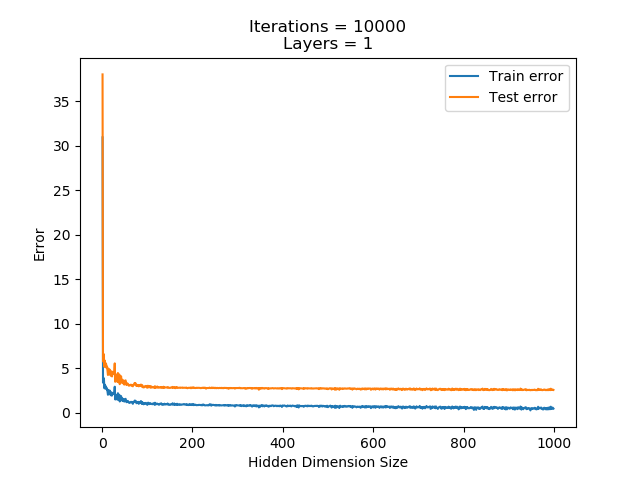 Iterations = 10000
Layers = 1
Train error
Test error
Error
35
30
25
20
15
10
5
0
0 200 400 600 800 1000
Hidden Dimension Size